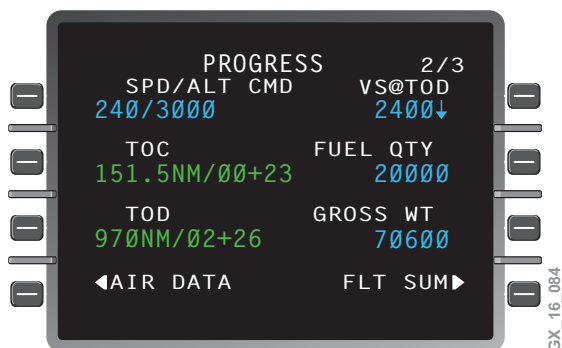 PROGRESS 2/3
SPD/ALT CMD VS@TOD
240/3000 2400↓
TOC FUEL QTY
151.5NM/00+23 20000
TOD GROSS WT
970NM/02+26 70600
◀AIR DATA FLT SUM▶
GX_16_084